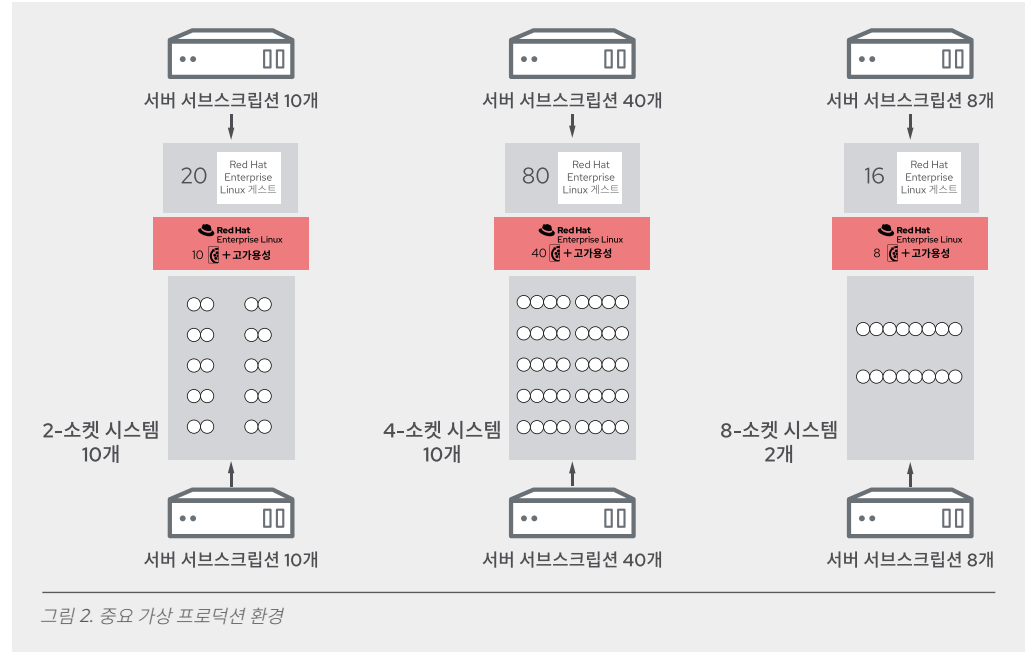 서버 서브스크립션 10개
20
Red Hat
Enterprise
Linux 게스트
Red Hat
Enterprise Linux
10 +고가용성
2-소켓 시스템
10개
서버 서브스크립션 10개
서버 서브스크립션 40개
80
Red Hat
Enterprise
Linux 게스트
Red Hat
Enterprise Linux
40 +고가용성
4-소켓 시스템
10개
서버 서브스크립션 40개
서버 서브스크립션 8개
16
Red Hat
Enterprise
Linux 게스트
Red Hat
Enterprise Linux
8 +고가용성
8-소켓 시스템
2개
서버 서브스크립션 8개
그림 2. 중요 가상 프로덕션 환경